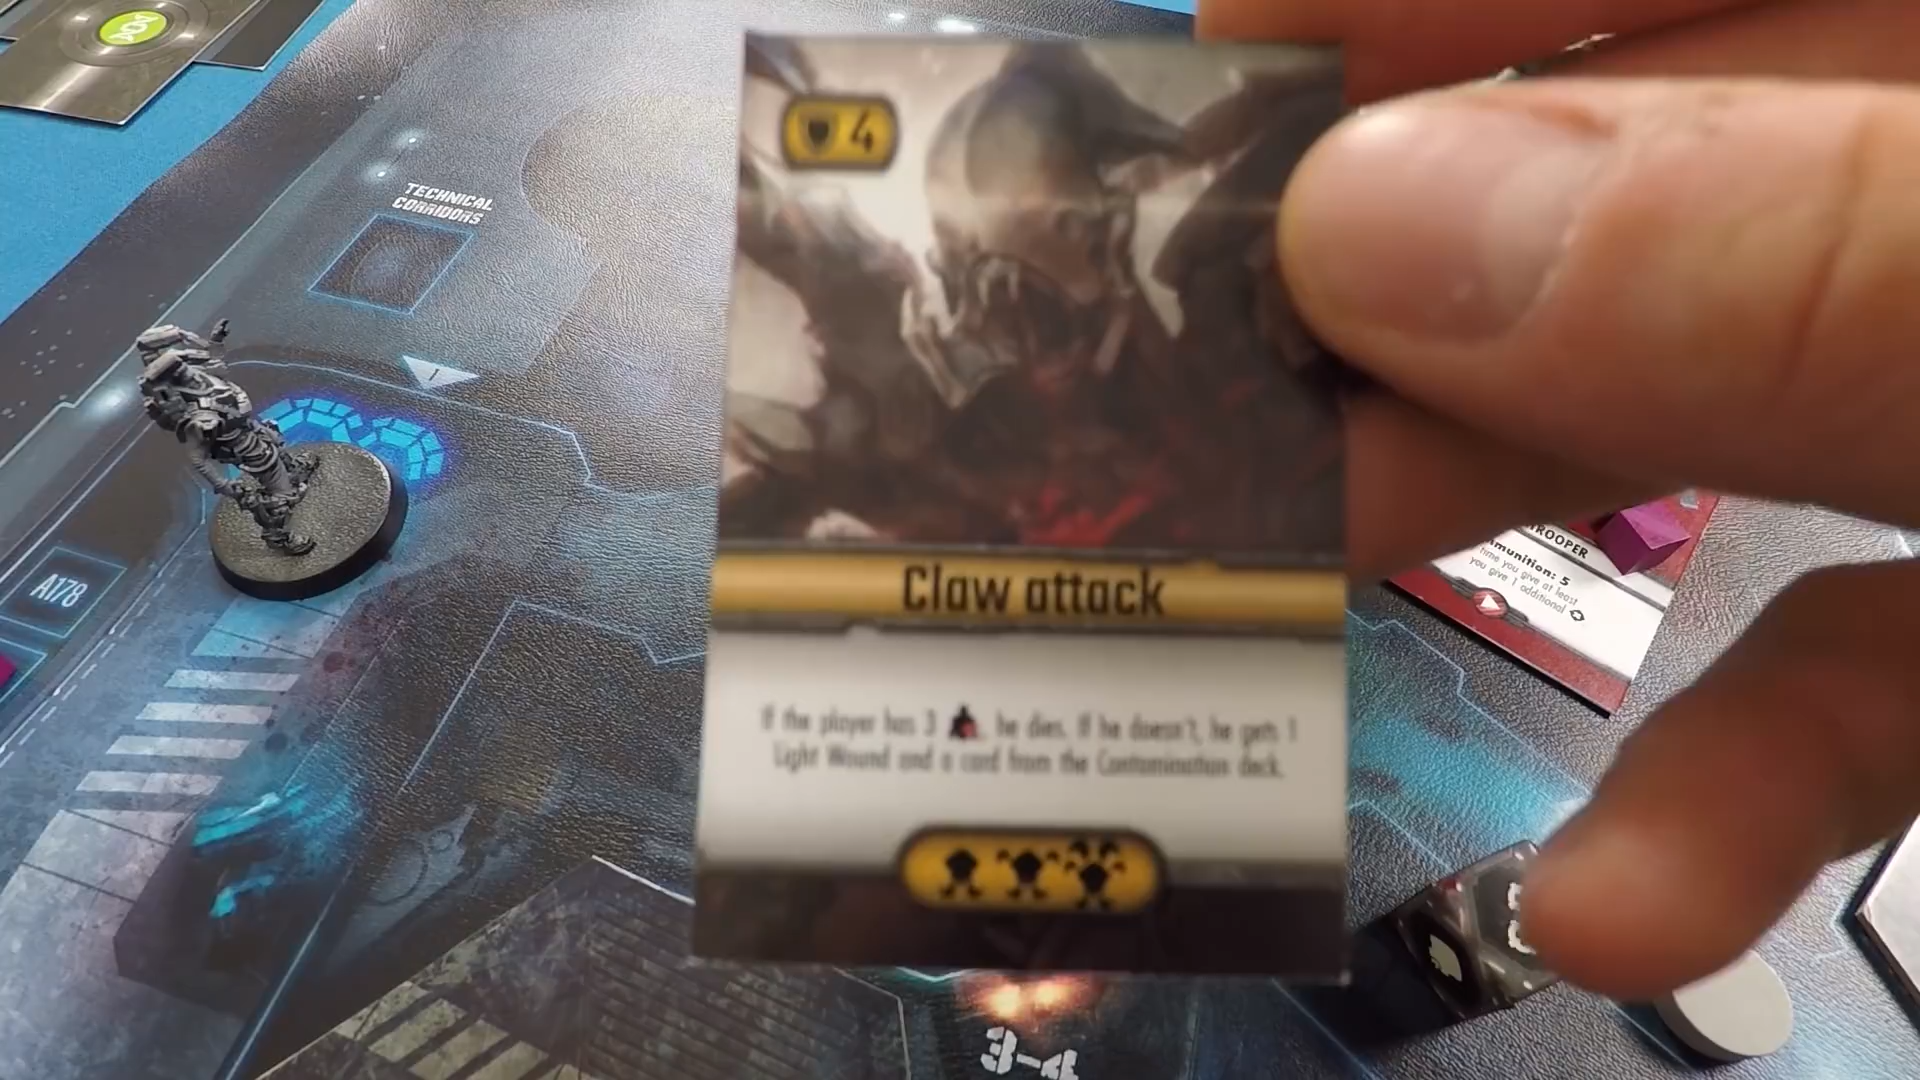 4
TECHNICAL
CORRIDORS
1
A178
Claw attack
If the player has 3 , he dies. If he doesn't, he gets 1
Light Wound and a card from the Contamination deck.
ROOPER
munition: 5
time you give at least
you give 1 additional
3-4